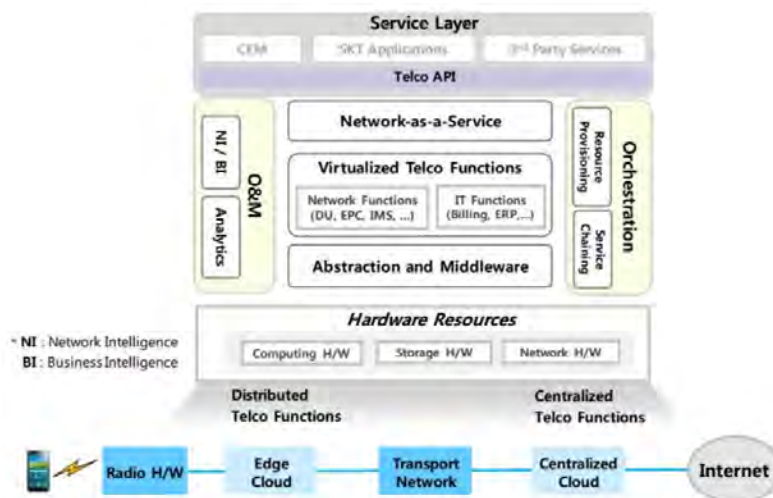 Service Layer
CEM
SKT Applications
3rd Party Services
Telco API
NI / BI
Analytics
O&M
Network-as-a-Service
Virtualized Telco Functions
Network Functions
(DU, EPC, IMS, ...)
IT Functions
(Billing, ERP,...)
Abstraction and Middleware
Resource
Provisioning
Service
Chaining
Orchestration
Hardware Resources
Computing H/W
Storage H/W
Network H/W
* NI : Network Intelligence
BI : Business Intelligence
Distributed
Telco Functions
Centralized
Telco Functions
Radio H/W
Edge
Cloud
Transport
Network
Centralized
Cloud
Internet